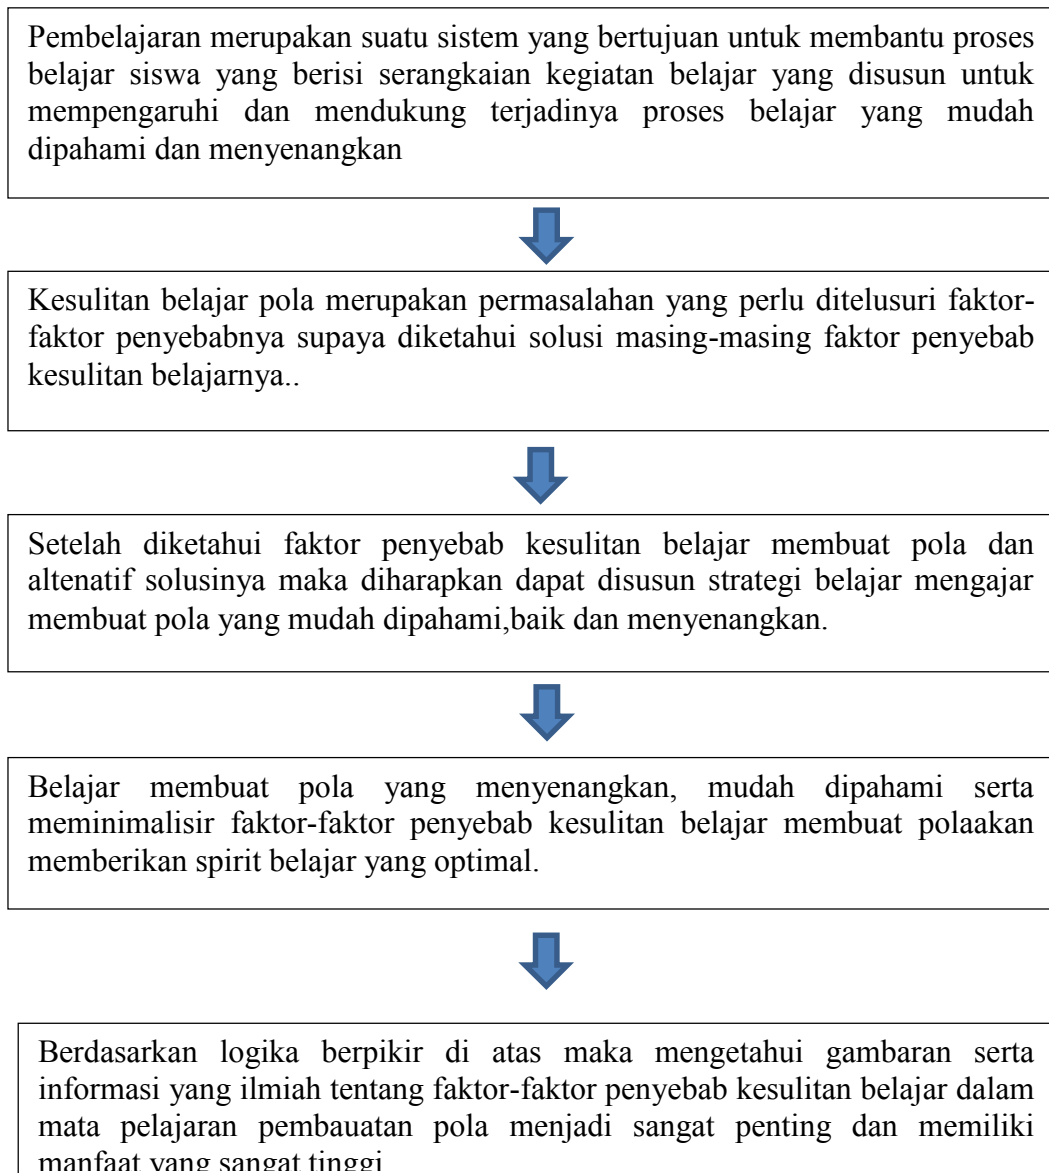 Pembelajaran merupakan suatu sistem yang bertujuan untuk membantu proses
belajar siswa yang berisi serangkaian kegiatan belajar yang disusun untuk
mempengaruhi dan mendukung terjadinya proses belajar yang mudah
dipahami dan menyenangkan
Kesulitan belajar pola merupakan permasalahan yang perlu ditelusuri faktor-
faktor penyebabnya supaya diketahui solusi masing-masing faktor penyebab
kesulitan belajarnya..
Setelah diketahui faktor penyebab kesulitan belajar membuat pola dan
altenatif solusinya maka diharapkan dapat disusun strategi belajar mengajar
membuat pola yang mudah dipahami,baik dan menyenangkan.
Belajar membuat pola yang menyenangkan, mudah dipahami serta
meminimalisir faktor-faktor penyebab kesulitan belajar membuat polaakan
memberikan spirit belajar yang optimal.
Berdasarkan logika berpikir di atas maka mengetahui gambaran serta
informasi yang ilmiah tentang faktor-faktor penyebab kesulitan belajar dalam
mata pelajaran pembauatan pola menjadi sangat penting dan memiliki
manfaat yang sangat tinggi